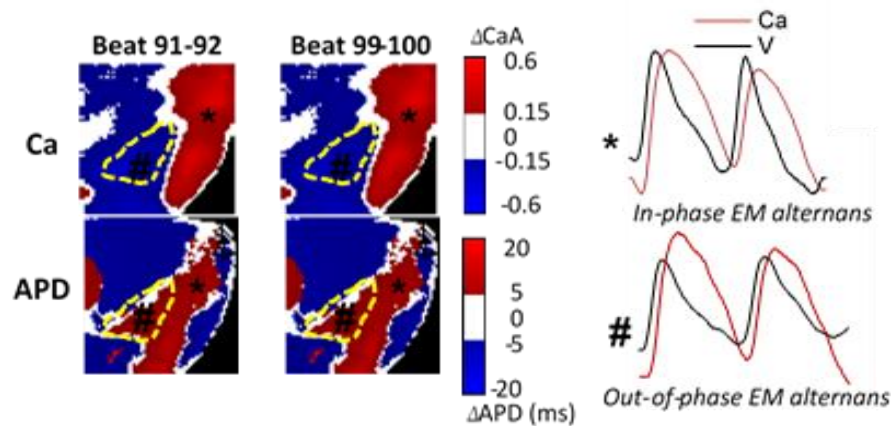 Beat 91-92
Beat 99-100
ΔCaA
0.6
0.15
0
-0.15
-0.6
Ca
*
#
*
#
APD
*
#
*
#
20
5
0
-5
-20
ΔAPD (ms)
Ca
V
*
In-phase EM alternans
#
Out-of-phase EM alternans